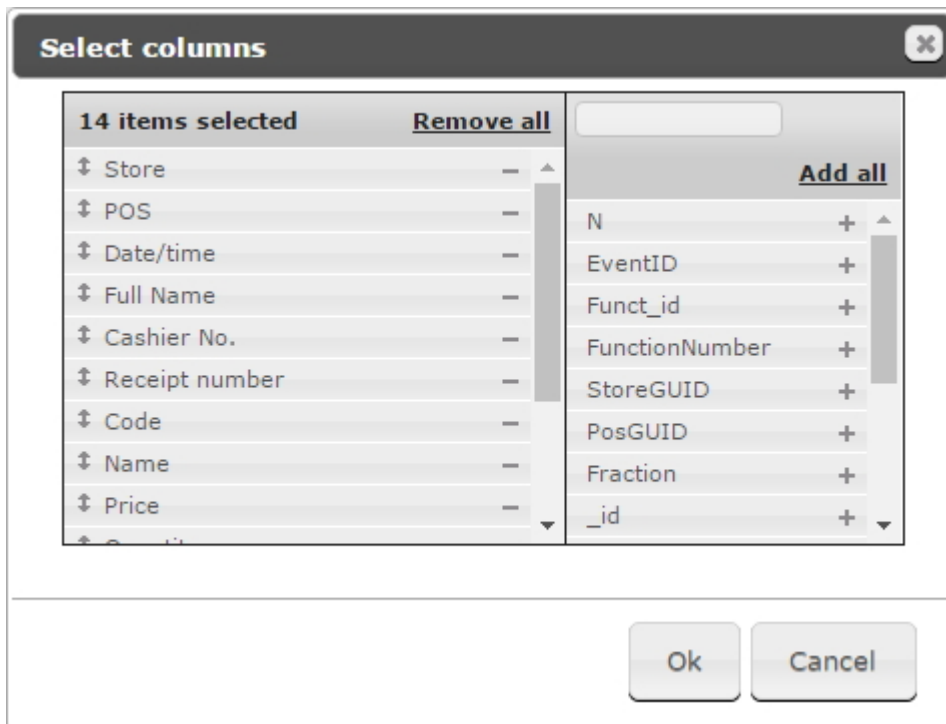 Select columns
14 items selected Remove all
Store
POS
Date/time
Full Name
Cashier No.
Receipt number
Code
Name
Price
Add all
N
EventID
Funct_id
FunctionNumber
StoreGUID
PosGUID
Fraction
_id
Ok Cancel